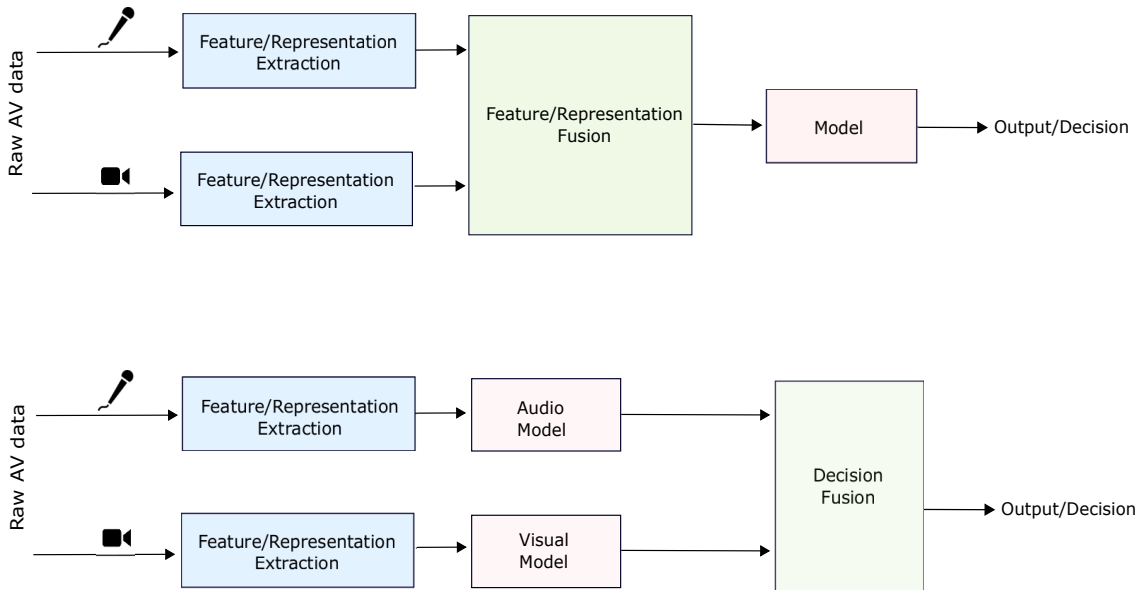 Raw AV data
Feature/Representation
Extraction
Feature/Representation
Extraction
Feature/Representation
Fusion
Model
Output/Decision
Raw AV data
Feature/Representation
Extraction
Audio
Model
Feature/Representation
Extraction
Visual
Model
Decision
Fusion
Output/Decision